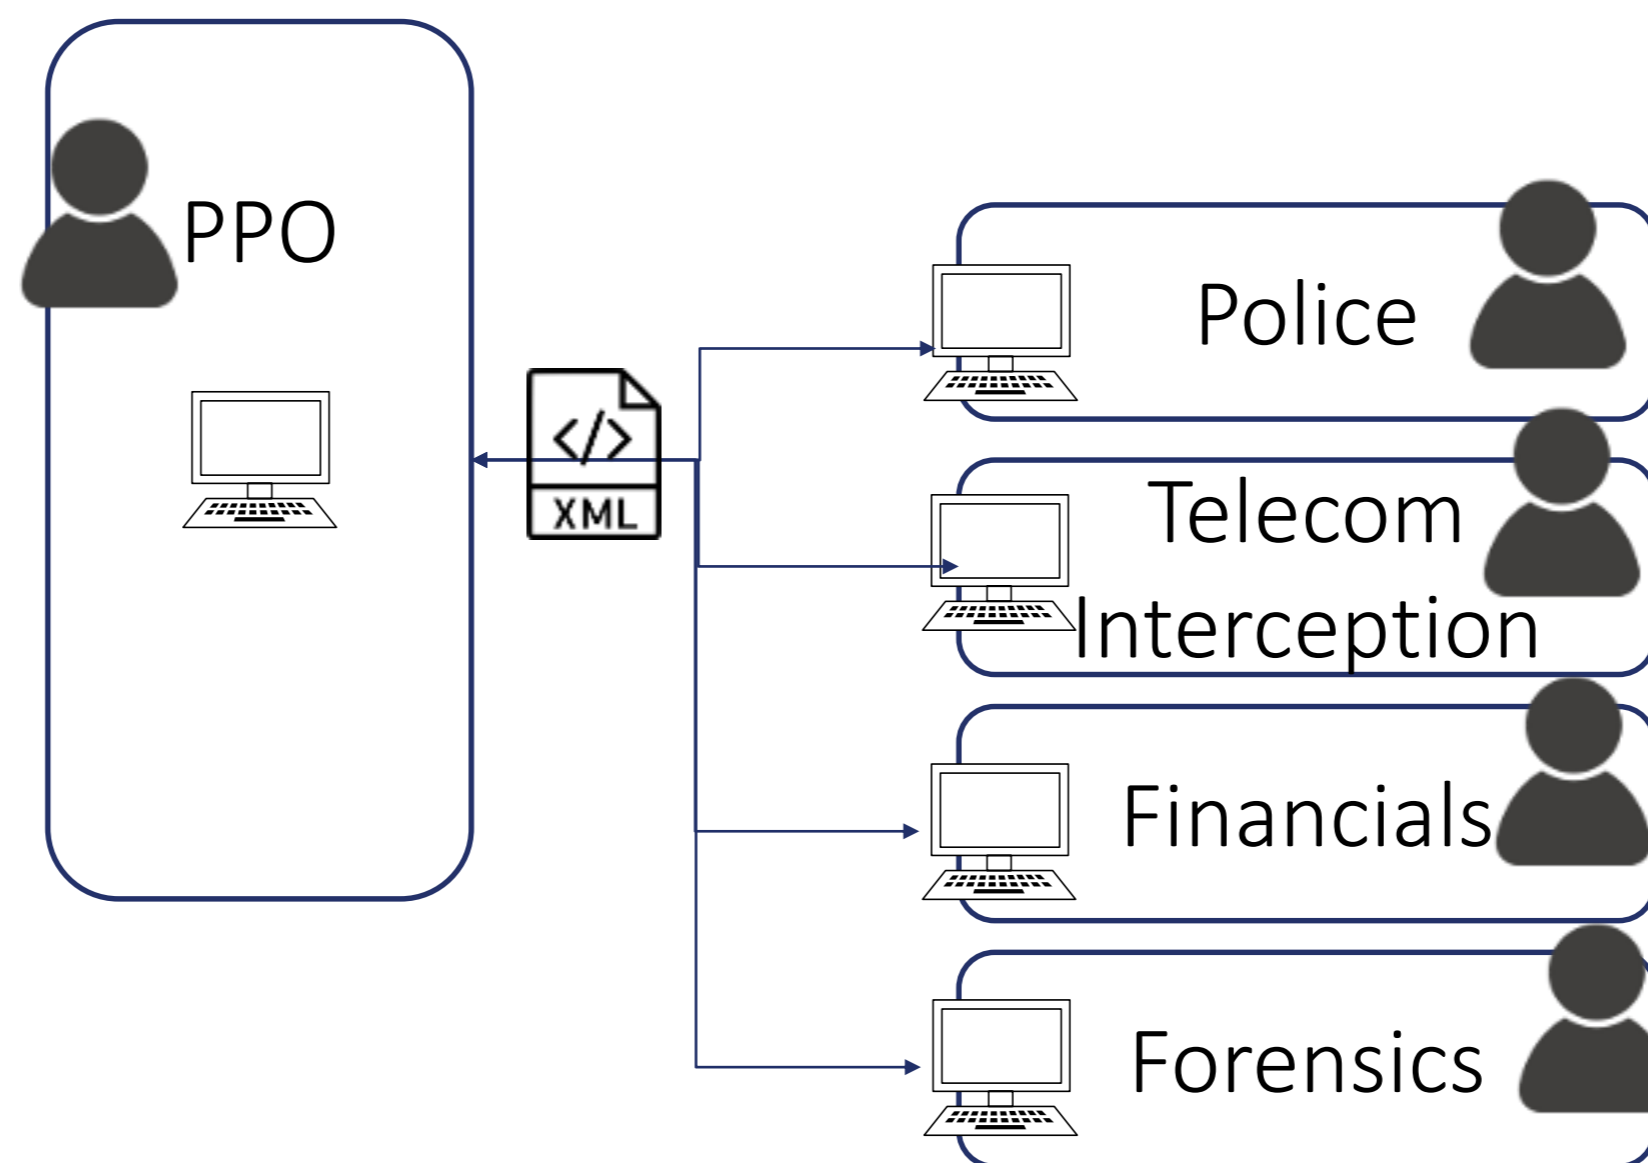 PPO
</>
XML
Police
Telecom
Interception
Financials
Forensics